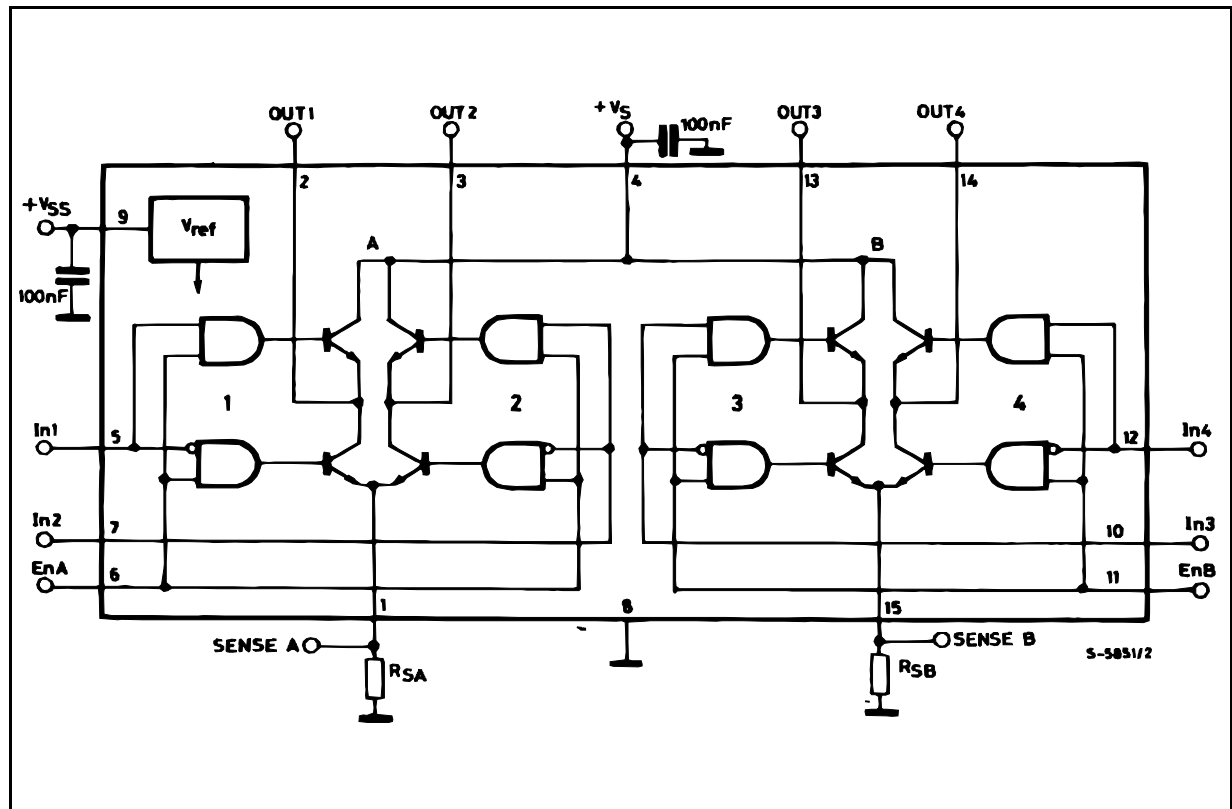 OUT1
OUT2
+VS
100nF
OUT3
OUT4
2
3
4
13
14
+VSS
9
Vref
A
B
100nF
1
2
3
4
In1
5
12
In4
In2
7
10
In3
EnA
6
11
EnB
1
8
15
SENSE A
SENSE B
S-5851/2
RSA
RSB